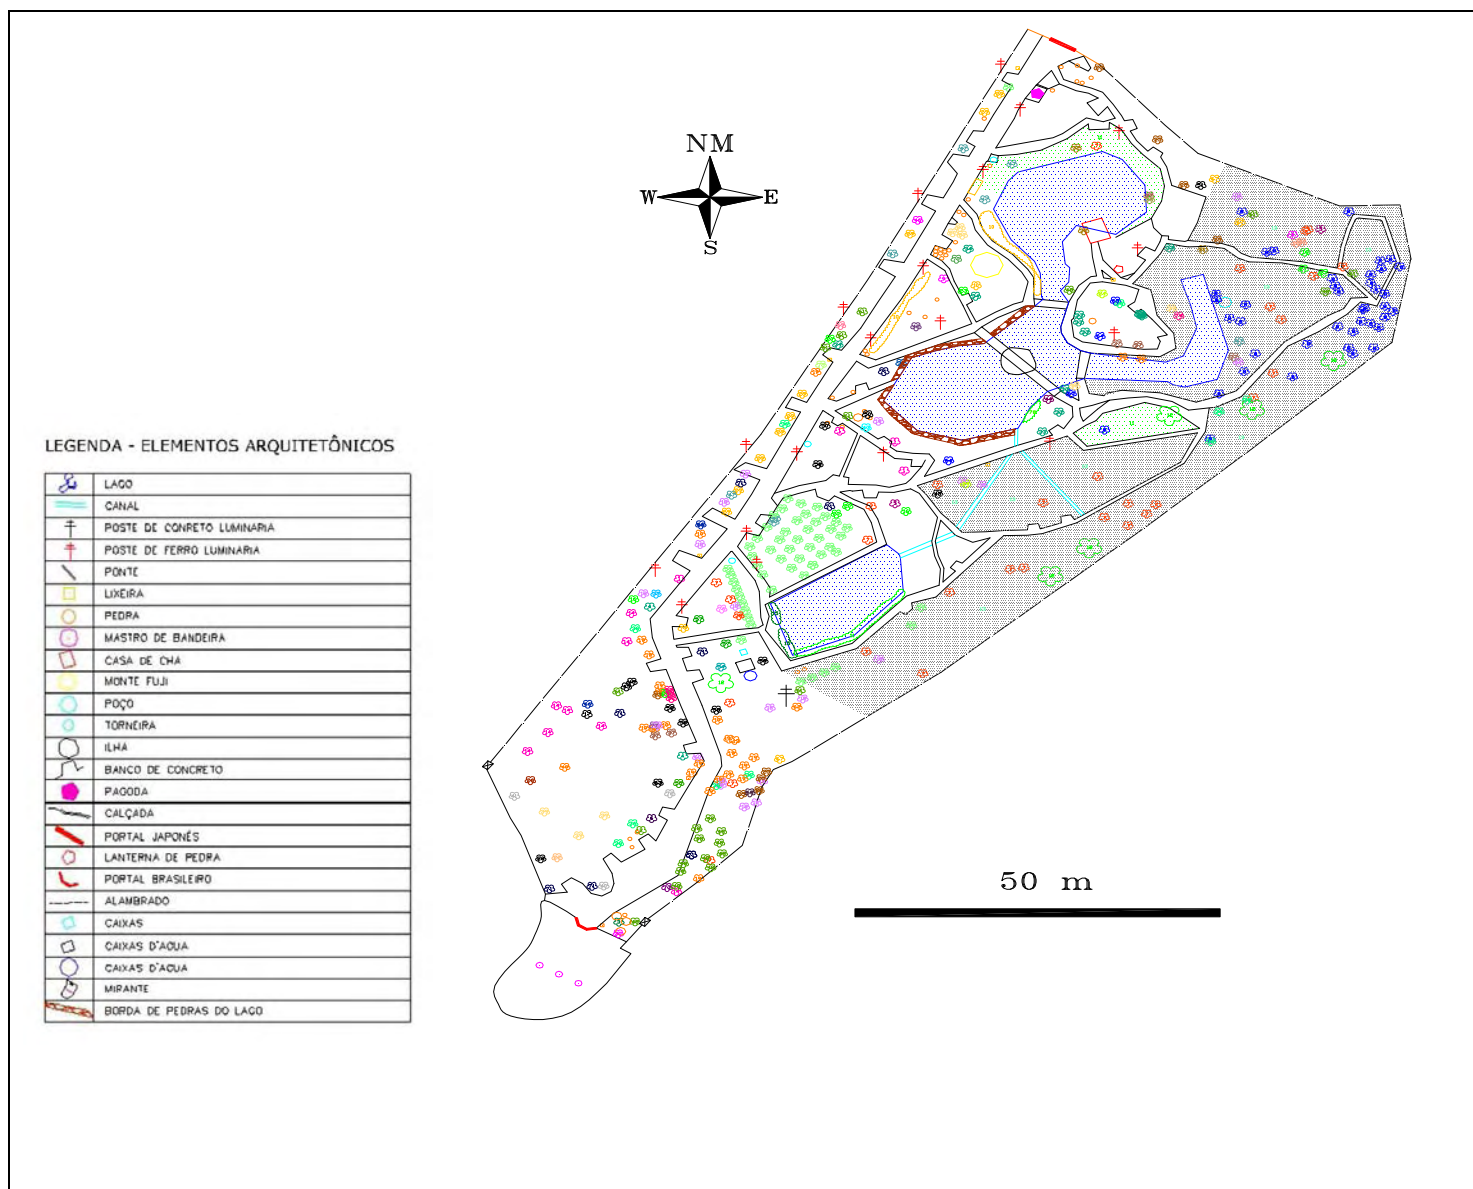 NM
W E
S
LEGENDA - ELEMENTOS ARQUITETÔNICOS
LAGO
CANAL
POSTE DE CONRETO LUMINARIA
POSTE DE FERRO LUMINARIA
PONTE
LIXEIRA
PEDRA
MASTRO DE BANDEIRA
CASA DE CHA
MONTE FUJI
POÇO
TORNEIRA
ILHA
BANCO DE CONCRETO
PAGODA
CALÇADA
PORTAL JAPONÊS
LANTERNA DE PEDRA
PORTAL BRASILEIRO
ALAMBRADO
CAIXAS
CAIXAS D'AGUA
CAIXAS D'AGUA
MIRANTE
BORDA DE PEDRAS DO LAGO
50 m